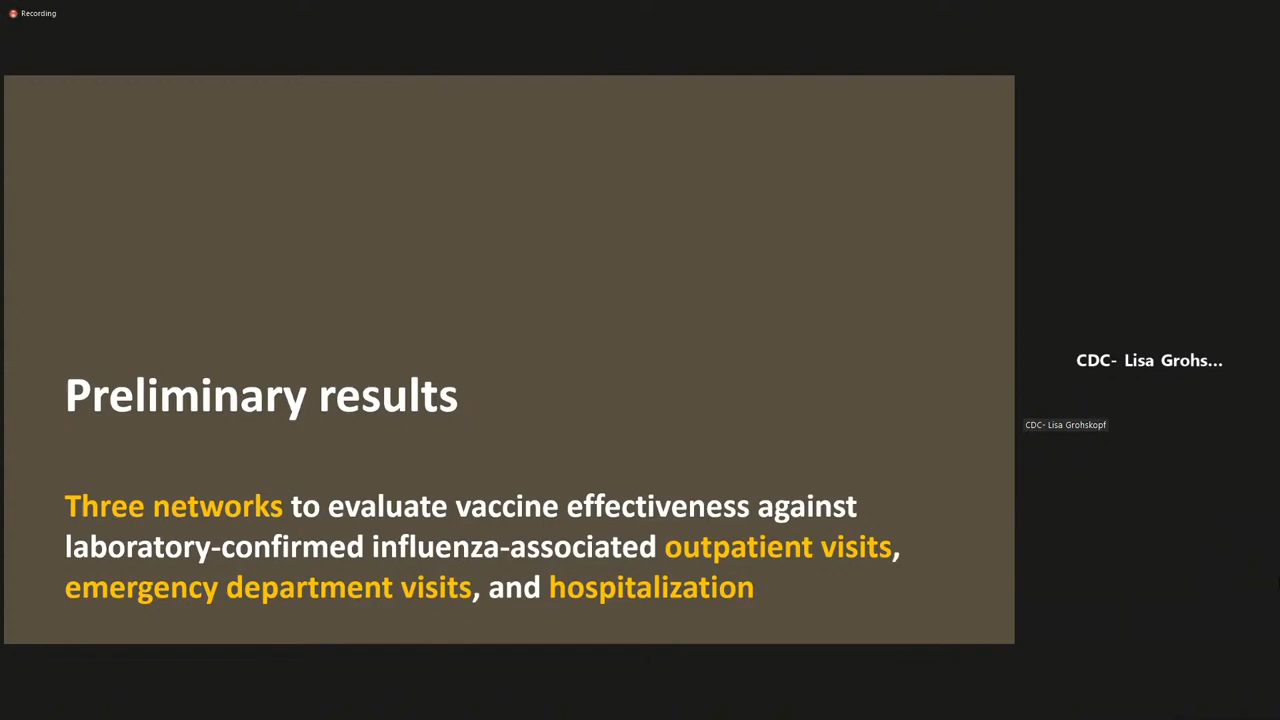 Recording
Preliminary results
Three networks to evaluate vaccine effectiveness against
laboratory-confirmed influenza-associated outpatient visits,
emergency department visits, and hospitalization
CDC- Lisa Grohs...
CDC- Lisa Grohskopf